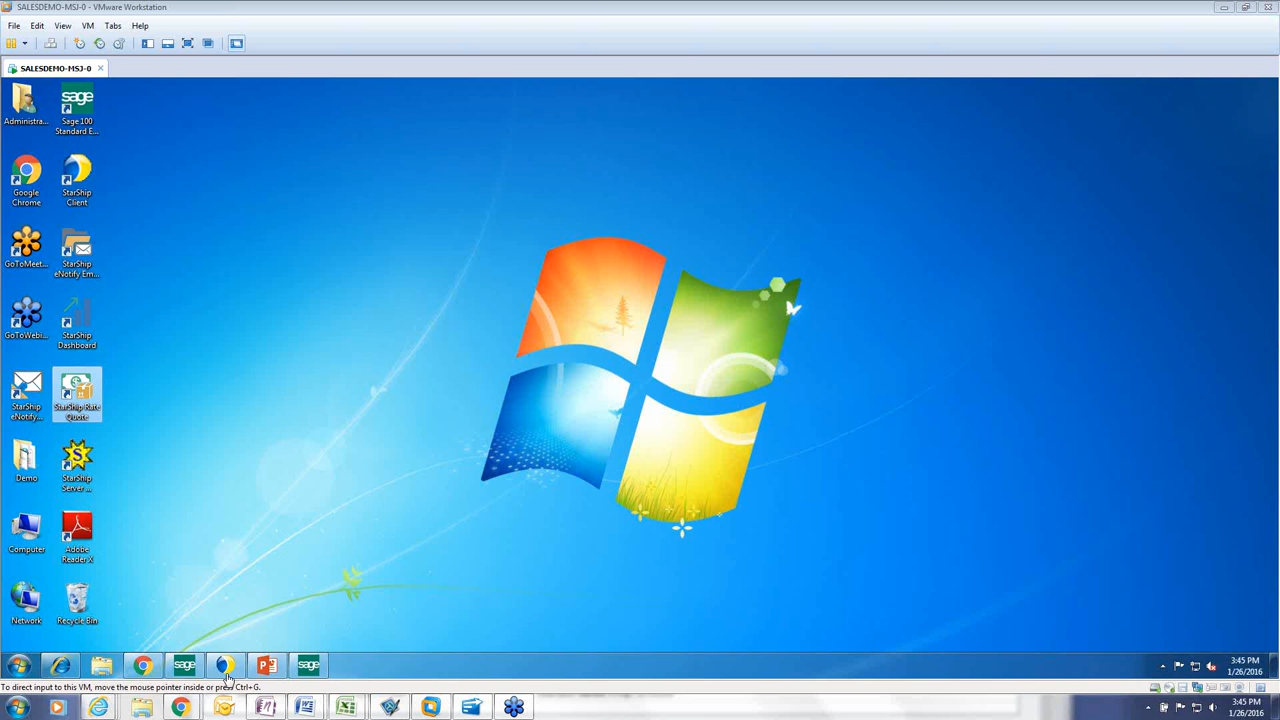 SALESDEMO-MSJ-0 - VMware Workstation
File Edit View VM Tabs Help
SALESDEMO-MSJ-0
Administra...
sage
Sage 100
Standard E...
Google
Chrome
StarShip
Client
GoToMeet...
StarShip
eNotify Em...
GoToWebi...
StarShip
Dashboard
StarShip
eNotify...
StarShip Rate
Quote
Demo
StarShip
Server ...
Computer
Adobe
Reader X
Network
Recycle Bin
sage
sage
3:45 PM
1/26/2016
To direct input to this VM, move the mouse pointer inside or press Ctrl+G.
3:45 PM
1/26/2016